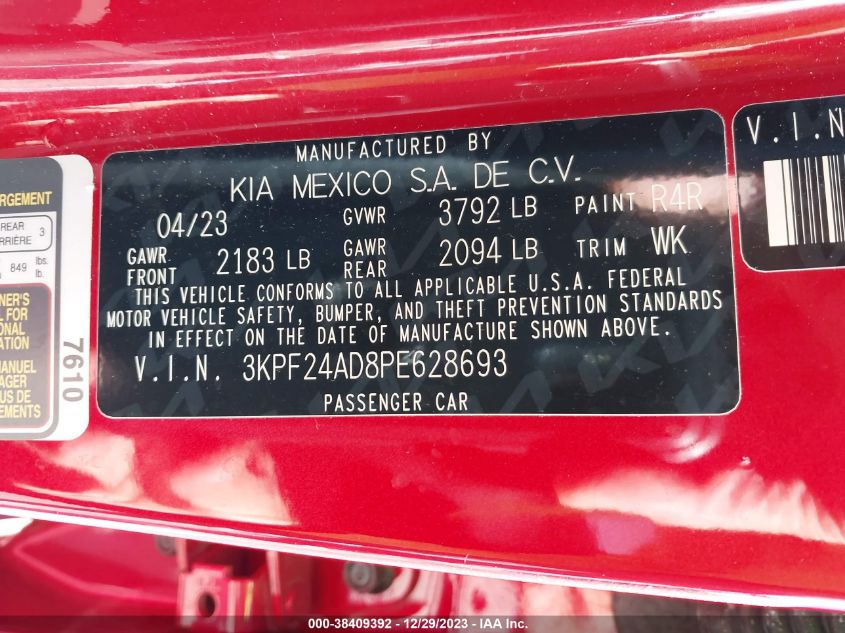 MANUFACTURED BY
KIA MEXICO S.A. DE C.V.
04/23 GVWR 3792 LB PAINT R4R
GAWR FRONT 2183 LB GAWR REAR 2094 LB TRIM WK
THIS VEHICLE CONFORMS TO ALL APPLICABLE U.S.A. FEDERAL
MOTOR VEHICLE SAFETY, BUMPER, AND THEFT PREVENTION STANDARDS
IN EFFECT ON THE DATE OF MANUFACTURE SHOWN ABOVE.
V.I.N. 3KPF24AD8PE628693
PASSENGER CAR
V.I.N
REAR 3
849 lbs.
lb.
7610
000-38409392 - 12/29/2023 - IAA Inc.